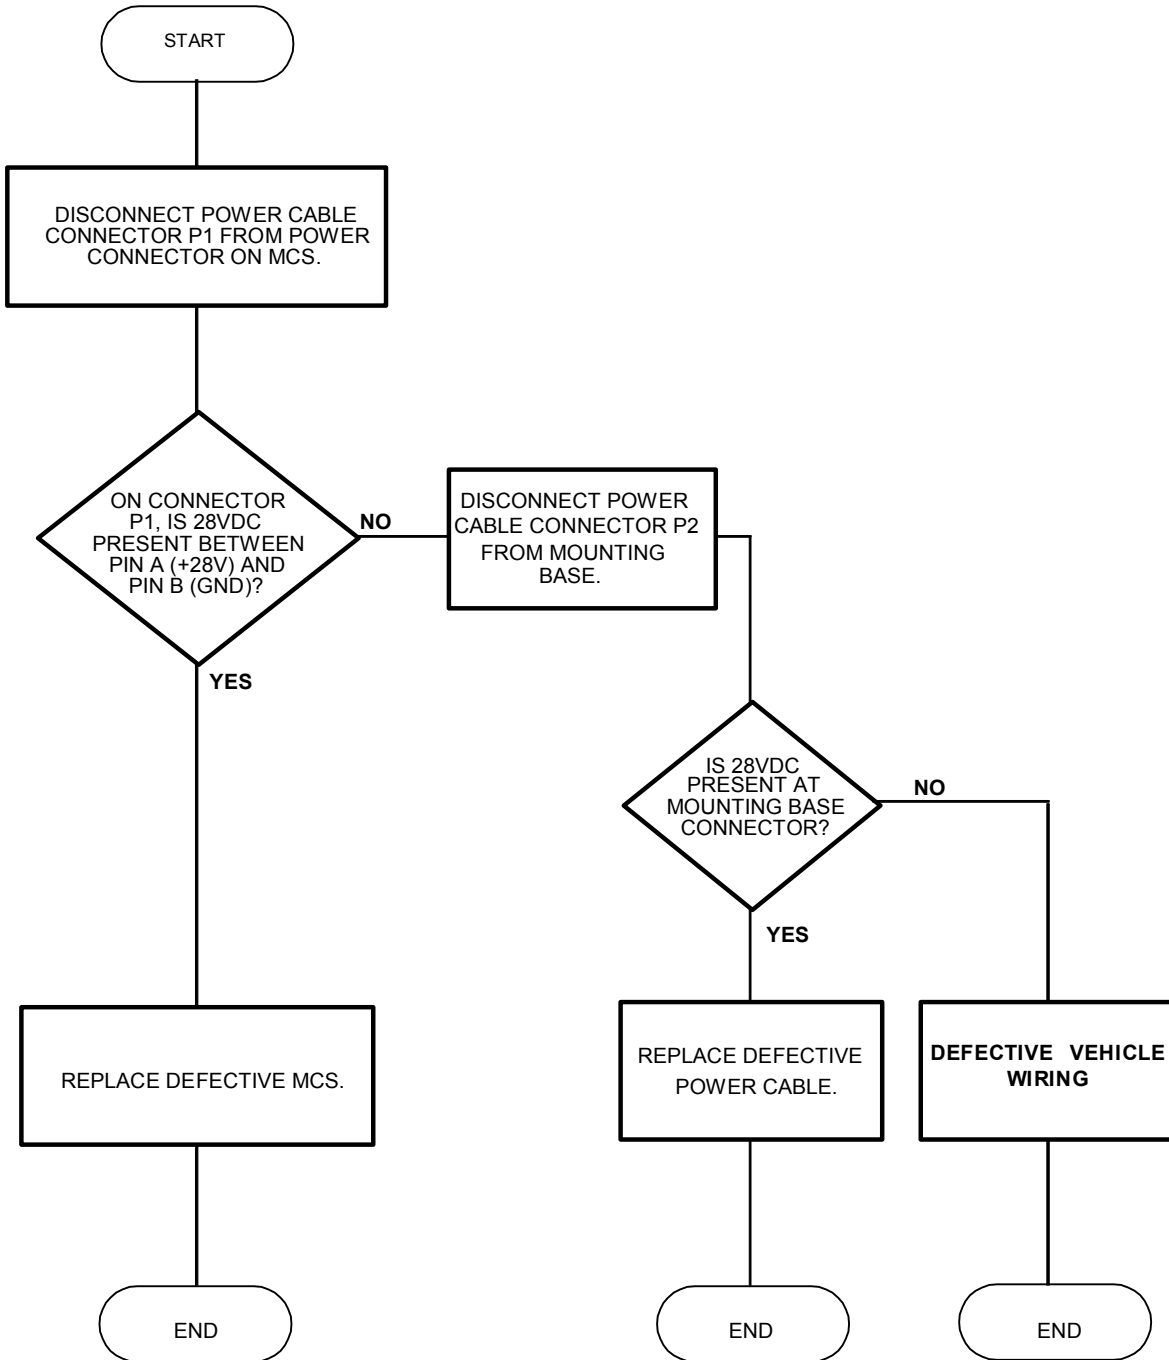 START
DISCONNECT POWER CABLE
CONNECTOR P1 FROM POWER
CONNECTOR ON MCS.
ON CONNECTOR
P1, IS 28VDC
PRESENT BETWEEN
PIN A (+28V) AND
PIN B (GND)?
NO
DISCONNECT POWER
CABLE CONNECTOR P2
FROM MOUNTING
BASE.
YES
IS 28VDC
PRESENT AT
MOUNTING BASE
CONNECTOR?
NO
YES
REPLACE DEFECTIVE MCS.
REPLACE DEFECTIVE
POWER CABLE.
DEFECTIVE VEHICLE
WIRING
END
END
END